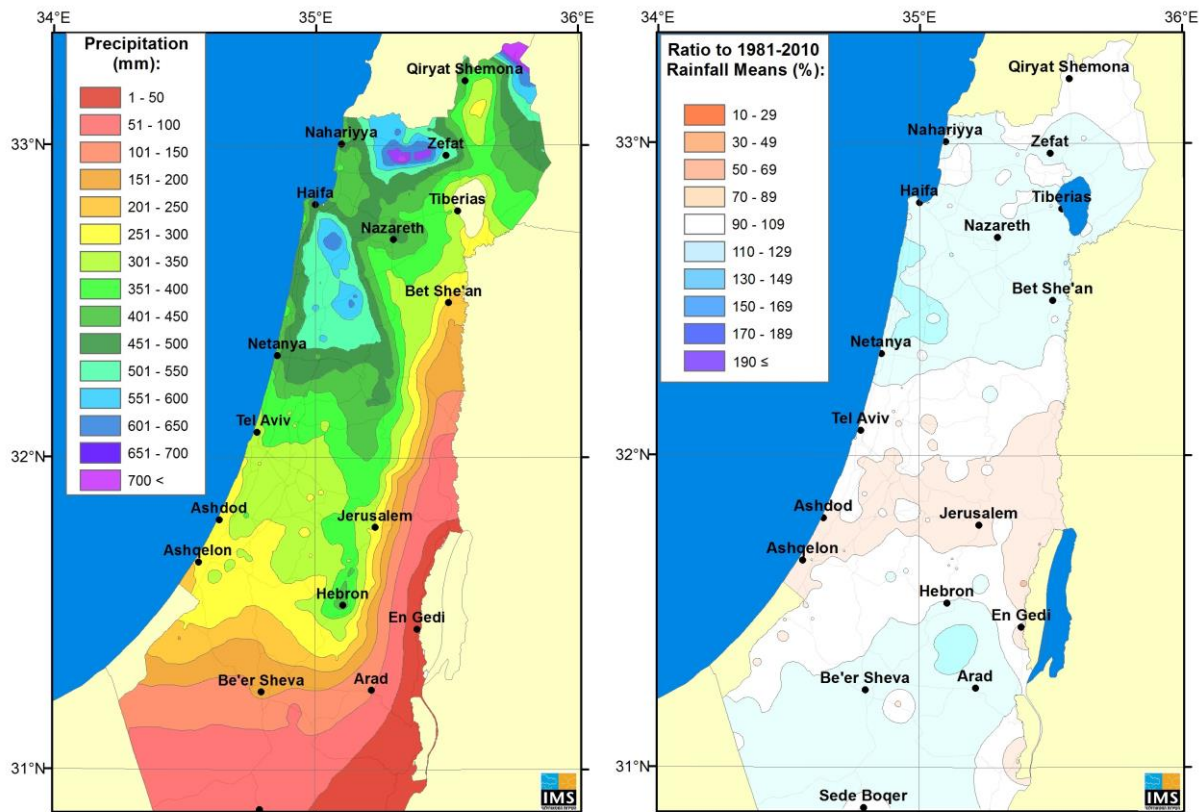 34°E
35°E
36°E
Precipitation
(mm):
1 - 50
51 - 100
101 - 150
151 - 200
201 - 250
251 - 300
301 - 350
351 - 400
401 - 450
451 - 500
501 - 550
551 - 600
601 - 650
651 - 700
700 <
33°N
32°N
31°N
Qiryat Shemona
Nahariyya
Zefat
Haifa
Tiberias
Nazareth
Bet She'an
Netanya
Tel Aviv
Ashdod
Jerusalem
Ashqelon
Hebron
En Gedi
Be'er Sheva
Arad
IMS
34°E
35°E
36°E
Ratio to 1981-2010
Rainfall Means (%):
10 - 29
30 - 49
50 - 69
70 - 89
90 - 109
110 - 129
130 - 149
150 - 169
170 - 189
190 ≤
33°N
32°N
31°N
Qiryat Shemona
Nahariyya
Zefat
Haifa
Tiberias
Nazareth
Bet She'an
Netanya
Tel Aviv
Ashdod
Jerusalem
Ashqelon
Hebron
En Gedi
Be'er Sheva
Arad
Sede Boqer
IMS